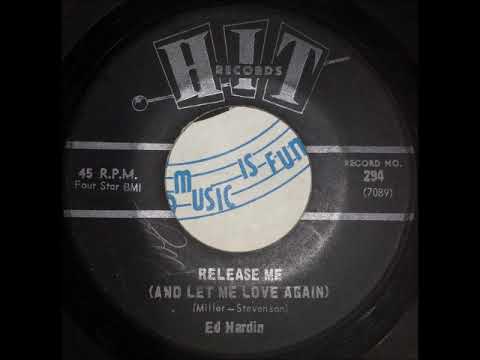 HIT
RECORDS
45 R.P.M.
Four Star BMI
RECORD NO.
294
(7089)
M
MUSIC IS FUN
RELEASE ME
(AND LET ME LOVE AGAIN)
(Miller-Stevenson)
Ed Hardin